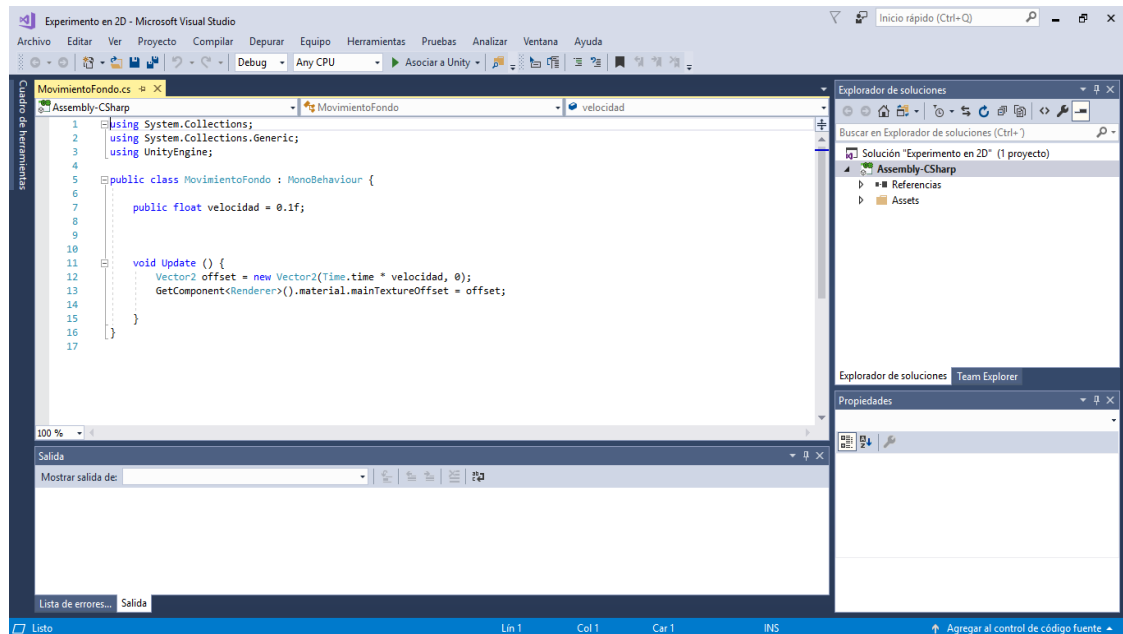 Experimento en 2D - Microsoft Visual Studio
Inicio rápido (Ctrl+Q)
Archivo Editar Ver Proyecto Compilar Depurar Equipo Herramientas Pruebas Analizar Ventana Ayuda
Debug Any CPU Asociar a Unity
Cuadro de herramientas
MovimientoFondo.cs
Assembly-CSharp MovimientoFondo velocidad
1 using System.Collections;
2 using System.Collections.Generic;
3 using UnityEngine;
4
5 public class MovimientoFondo : MonoBehaviour {
6
7 public float velocidad = 0.1f;
8
9
10
11 void Update () {
12 Vector2 offset = new Vector2(Time.time * velocidad, 0);
13 GetComponent<Renderer>().material.mainTextureOffset = offset;
14
15 }
16 }
17
100 %
Explorador de soluciones
Buscar en Explorador de soluciones (Ctrl+')
Solución "Experimento en 2D" (1 proyecto)
Assembly-CSharp
Referencias
Assets
Explorador de soluciones Team Explorer
Propiedades
Salida
Mostrar salida de:
Lista de errores... Salida
Listo Lín 1 Col 1 Car 1 INS Agregar al control de código fuente